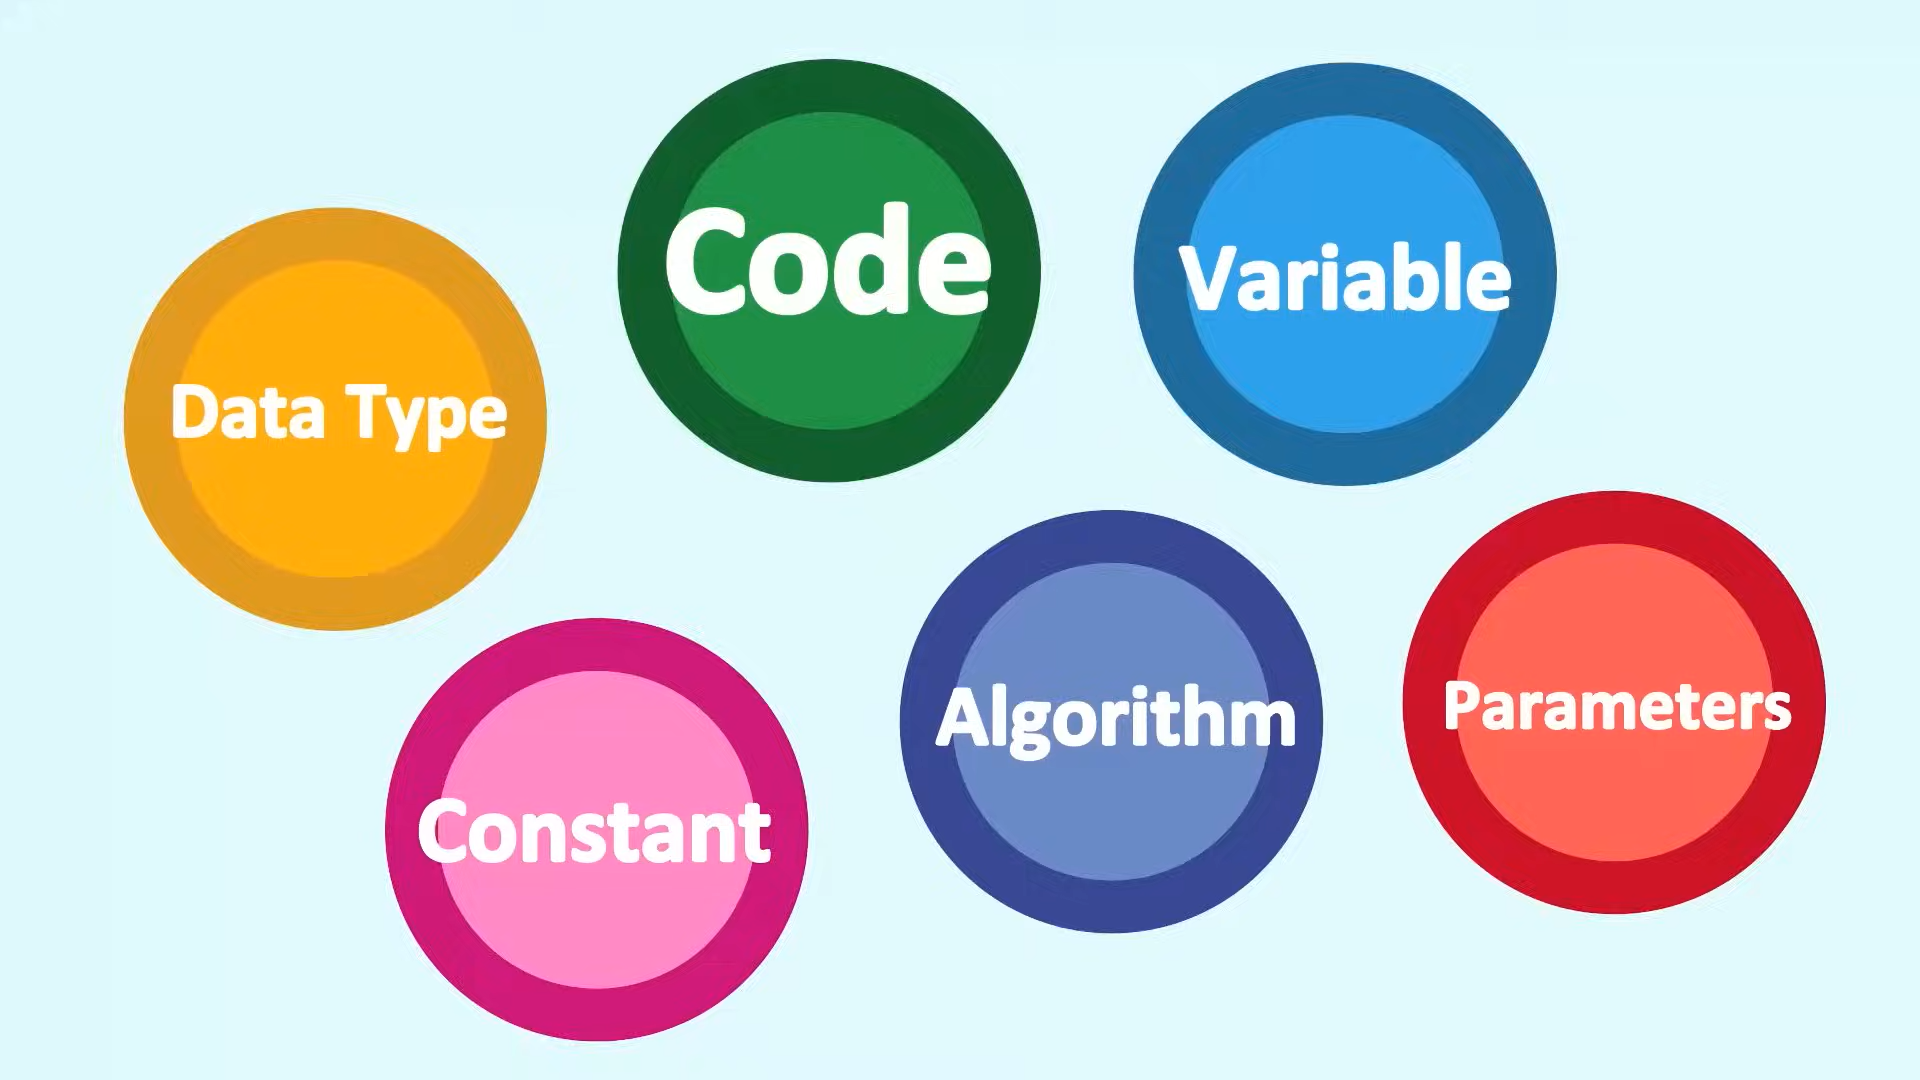 Code
Variable
Data Type
Algorithm
Parameters
Constant